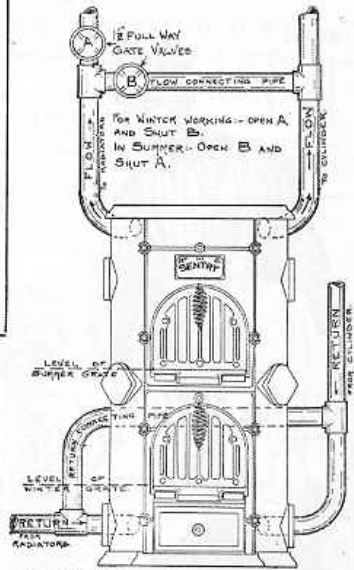 A
1½ FULL WAY
GATE VALVES
B
FLOW CONNECTING PIPE
FOR WINTER WORKING:- OPEN A
AND SHUT B.
IN SUMMER:- OPEN B AND
SHUT A.
FLOW
TO RADIATORS
FLOW
TO CYLINDER
SENTRY
LEVEL OF
SUMMER GRATE
RETURN
FROM CYLINDER
RETURN CONNECTING PIPE
LEVEL OF
WINTER GRATE
RETURN
FROM
RADIATORS